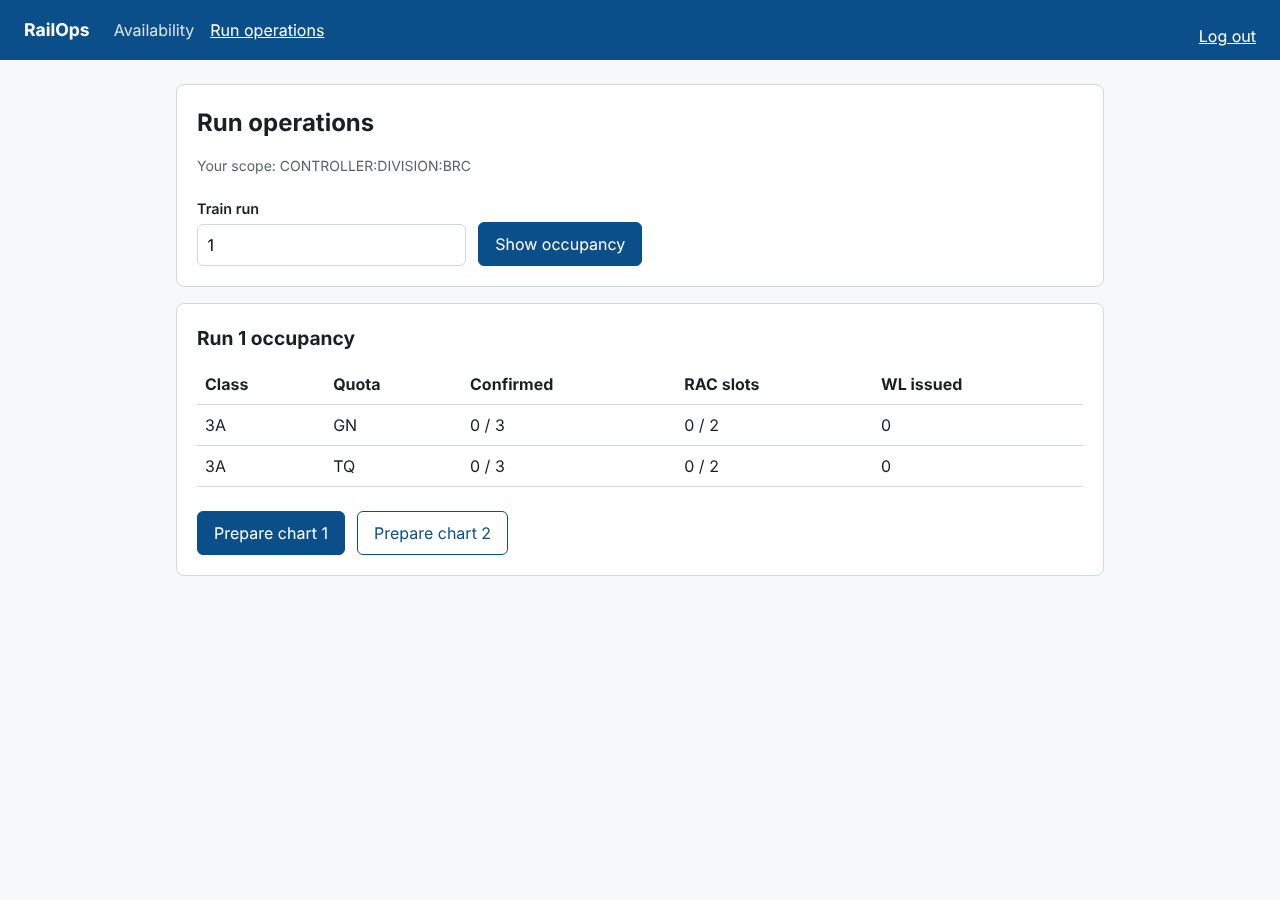 RailOps Availability Run operations Log out
Run operations
Your scope: CONTROLLER:DIVISION:BRC
Train run
1 Show occupancy
Run 1 occupancy
Class Quota Confirmed RAC slots WL issued
3A GN 0 / 3 0 / 2 0
3A TQ 0 / 3 0 / 2 0
Prepare chart 1 Prepare chart 2